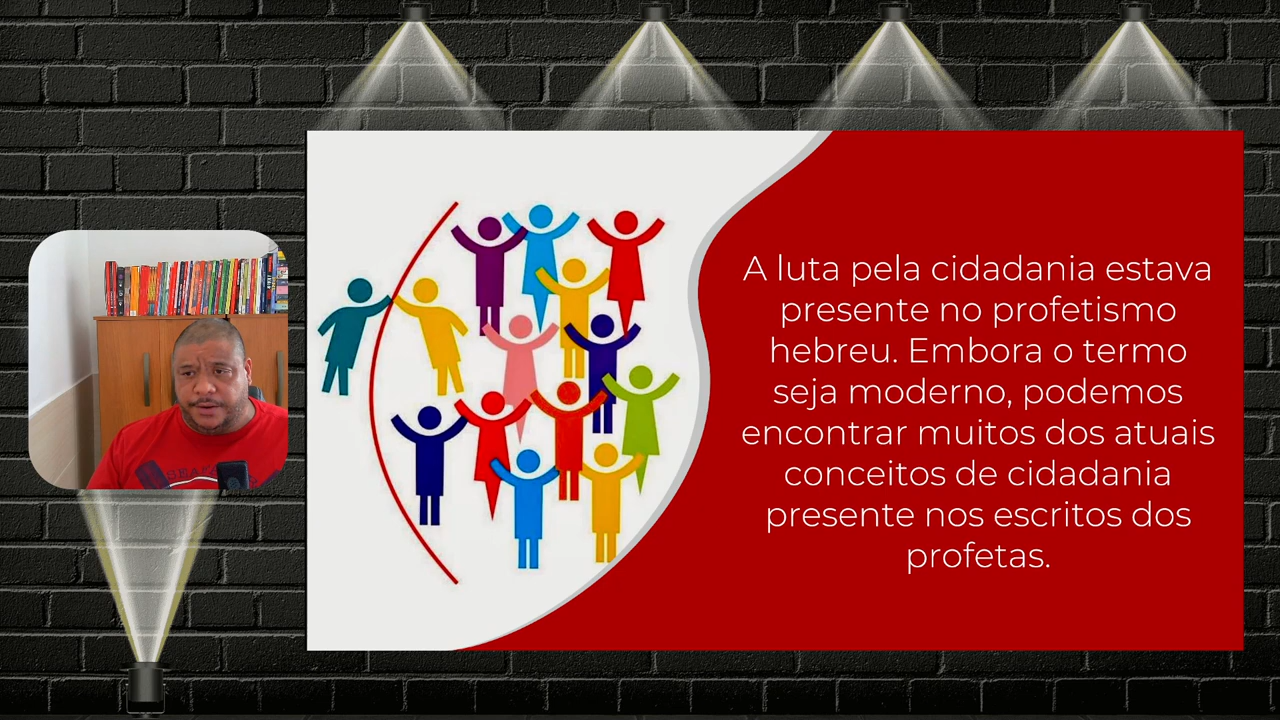 A luta pela cidadania estava
presente no profetismo
hebreu. Embora o termo
seja moderno, podemos
encontrar muitos dos atuais
conceitos de cidadania
presente nos escritos dos
profetas.